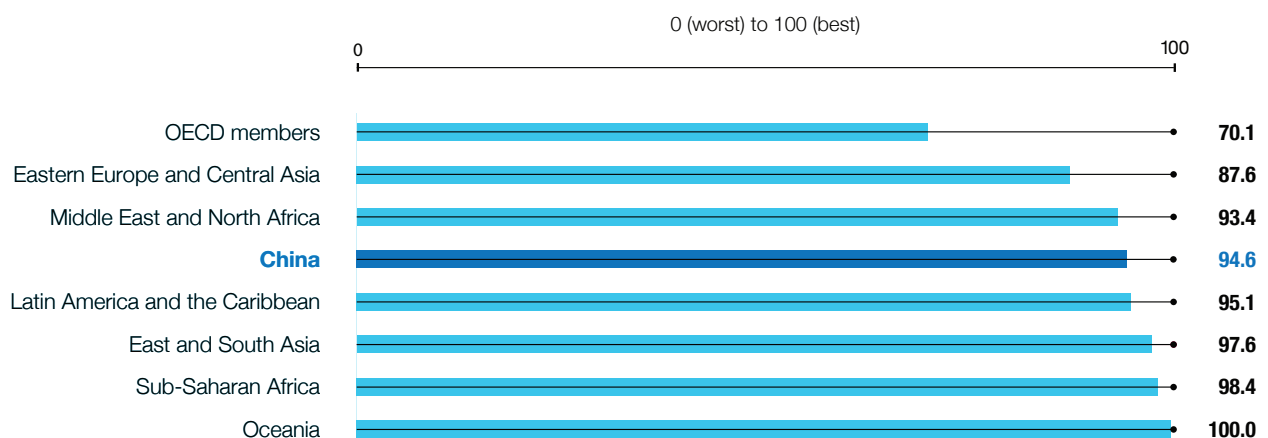 0 (worst) to 100 (best)
0 100
OECD members 70.1
Eastern Europe and Central Asia 87.6
Middle East and North Africa 93.4
China 94.6
Latin America and the Caribbean 95.1
East and South Asia 97.6
Sub-Saharan Africa 98.4
Oceania 100.0